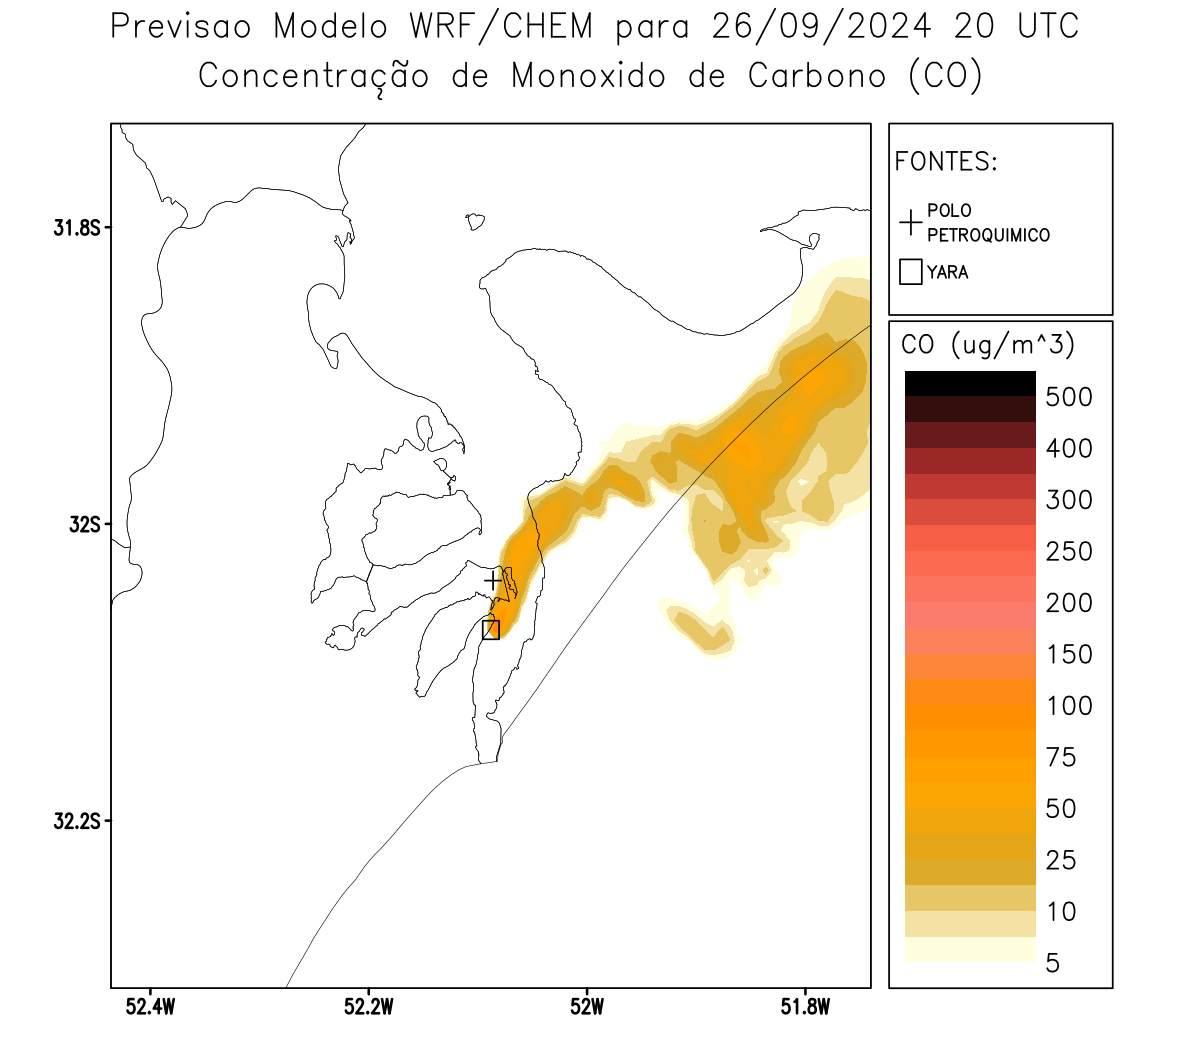 Previsao Modelo WRF/CHEM para 26/09/2024 20 UTC
Concentração de Monoxido de Carbono (CO)
FONTES:
POLO
PETROQUIMICO
YARA
CO (ug/m^3)
500
400
300
250
200
150
100
75
50
25
10
5
31.8S
32S
32.2S
52.4W
52.2W
52W
51.8W